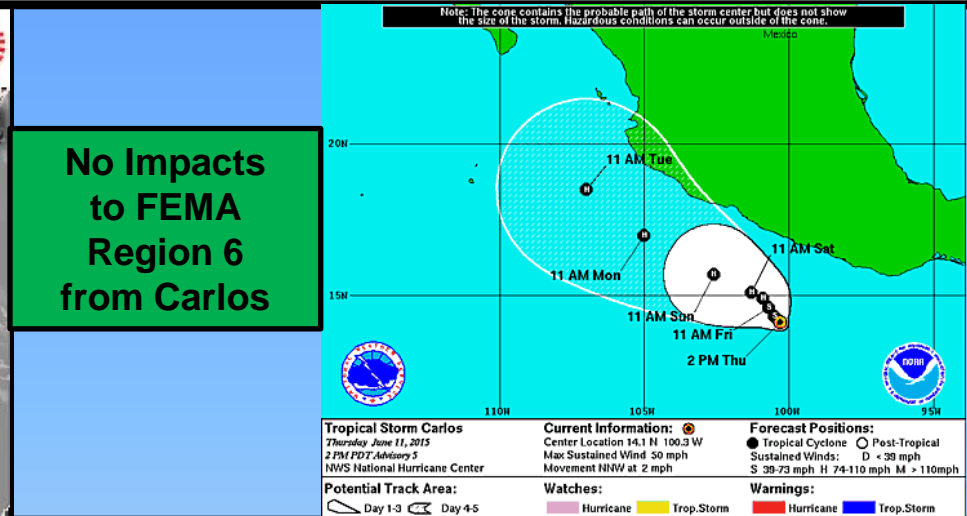 Note: The cone contains the probable path of the storm center but does not show
the size of the storm. Hazardous conditions can occur outside of the cone.
Mexico
No Impacts
to FEMA
Region 6
from Carlos
20N
11 AM Tue
11 AM Sat
H
H
11 AM Mon
H
H
H
S
S
15N
11 AM Sun
11 AM Fri
2 PM Thu
NATIONAL WEATHER SERVICE
NOAA
110W
105W
100W
95W
Tropical Storm Carlos
Thursday June 11, 2015
2 PM PDT Advisory 5
NWS National Hurricane Center
Current Information:
Center Location 14.1 N 100.3 W
Max Sustained Wind 50 mph
Movement NNW at 2 mph
Forecast Positions:
Tropical Cyclone Post-Tropical
Sustained Winds: D < 39 mph
S 39-73 mph H 74-110 mph M > 110mph
Potential Track Area:
Day 1-3 Day 4-5
Watches:
Hurricane Trop.Storm
Warnings:
Hurricane Trop.Storm